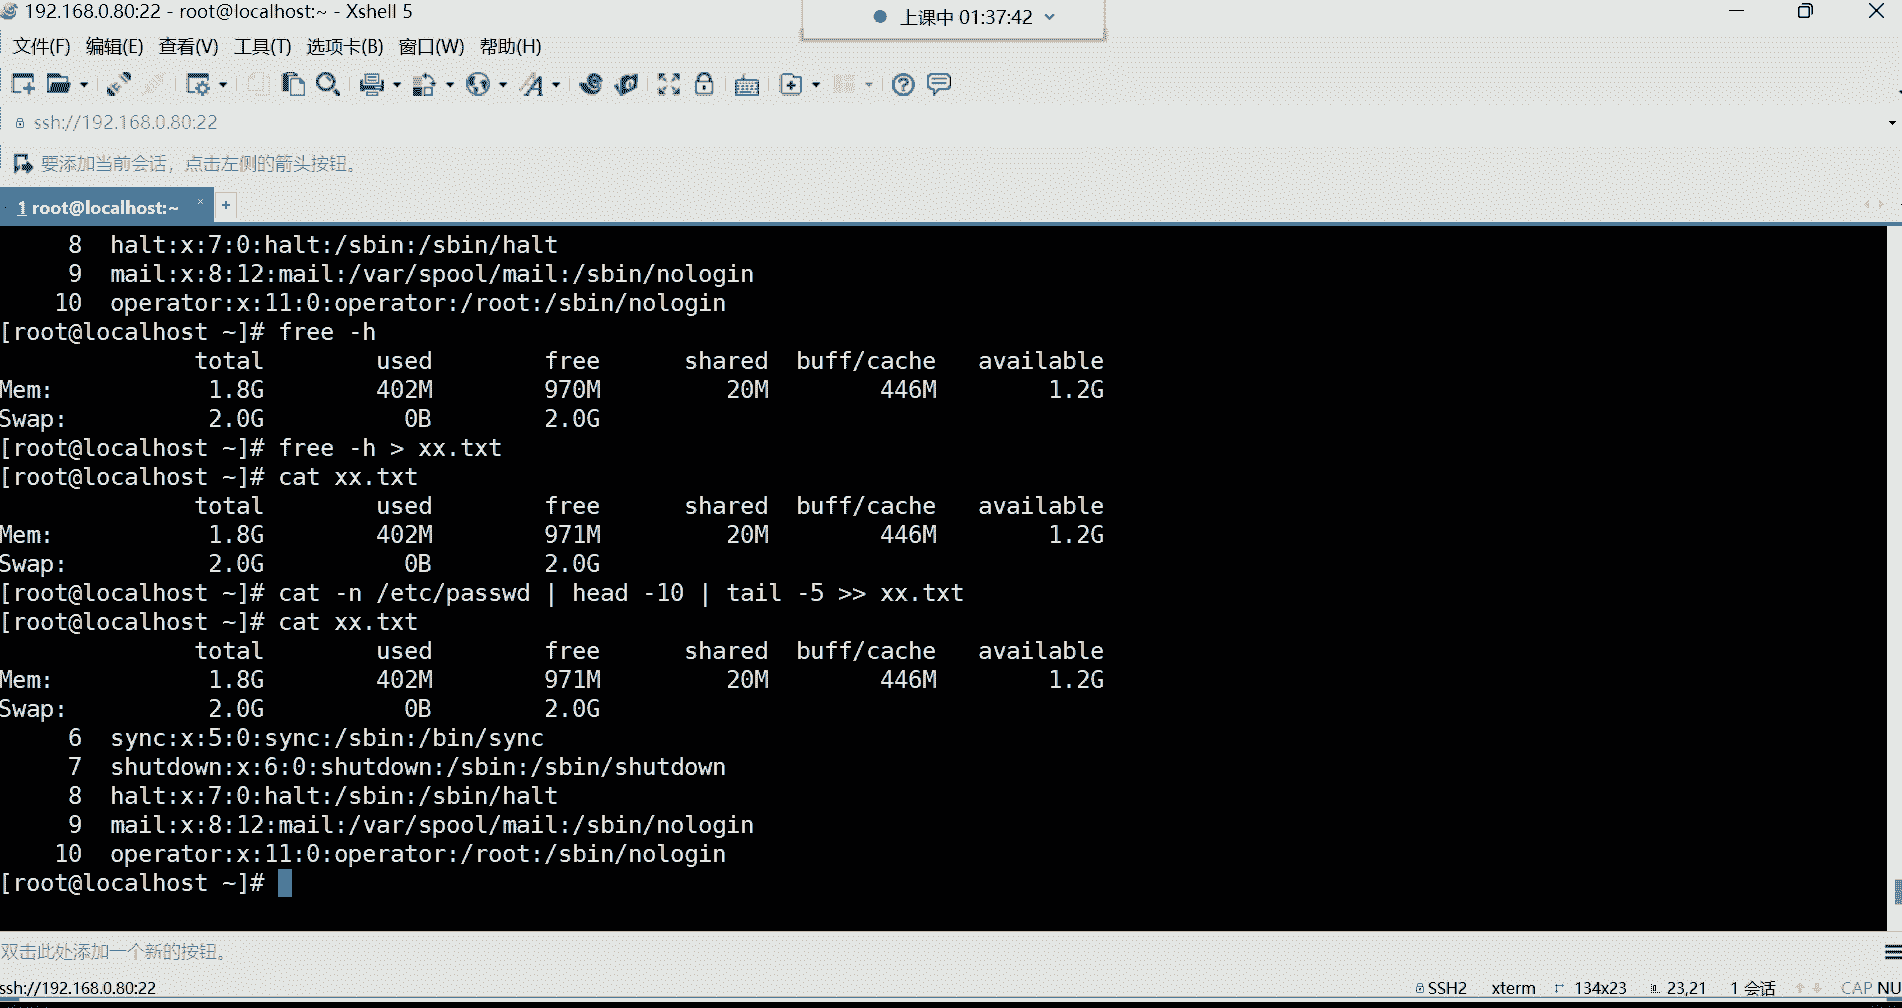 192.168.0.80:22 - root@localhost:~ - Xshell 5
上课中 01:37:42
文件(F) 编辑(E) 查看(V) 工具(T) 选项卡(B) 窗口(W) 帮助(H)
ssh://192.168.0.80:22
要添加当前会话，点击左侧的箭头按钮。
1 root@localhost:~ × +
     8  halt:x:7:0:halt:/sbin:/sbin/halt
     9  mail:x:8:12:mail:/var/spool/mail:/sbin/nologin
    10  operator:x:11:0:operator:/root:/sbin/nologin
[root@localhost ~]# free -h
              total        used        free      shared  buff/cache   available
Mem:           1.8G        402M        970M         20M        446M        1.2G
Swap:          2.0G          0B        2.0G
[root@localhost ~]# free -h > xx.txt
[root@localhost ~]# cat xx.txt
              total        used        free      shared  buff/cache   available
Mem:           1.8G        402M        971M         20M        446M        1.2G
Swap:          2.0G          0B        2.0G
[root@localhost ~]# cat -n /etc/passwd | head -10 | tail -5 >> xx.txt
[root@localhost ~]# cat xx.txt
              total        used        free      shared  buff/cache   available
Mem:           1.8G        402M        971M         20M        446M        1.2G
Swap:          2.0G          0B        2.0G
     6  sync:x:5:0:sync:/sbin:/bin/sync
     7  shutdown:x:6:0:shutdown:/sbin:/sbin/shutdown
     8  halt:x:7:0:halt:/sbin:/sbin/halt
     9  mail:x:8:12:mail:/var/spool/mail:/sbin/nologin
    10  operator:x:11:0:operator:/root:/sbin/nologin
[root@localhost ~]#
双击此处添加一个新的按钮。
ssh://192.168.0.80:22 SSH2 xterm 134x23 23,21 1 会话 CAP NU